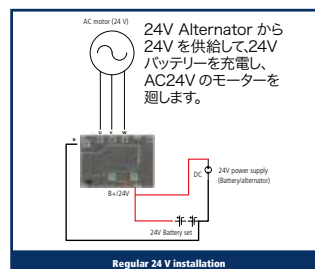 AC motor (24 V)
24V Alternator から
24V を供給して、24V
バッテリーを充電し、
AC24V のモーターを
廻します。
U V W
B+/24V
DC
24V power supply
(Battery/alternator)
24V Battery set
Regular 24 V installation